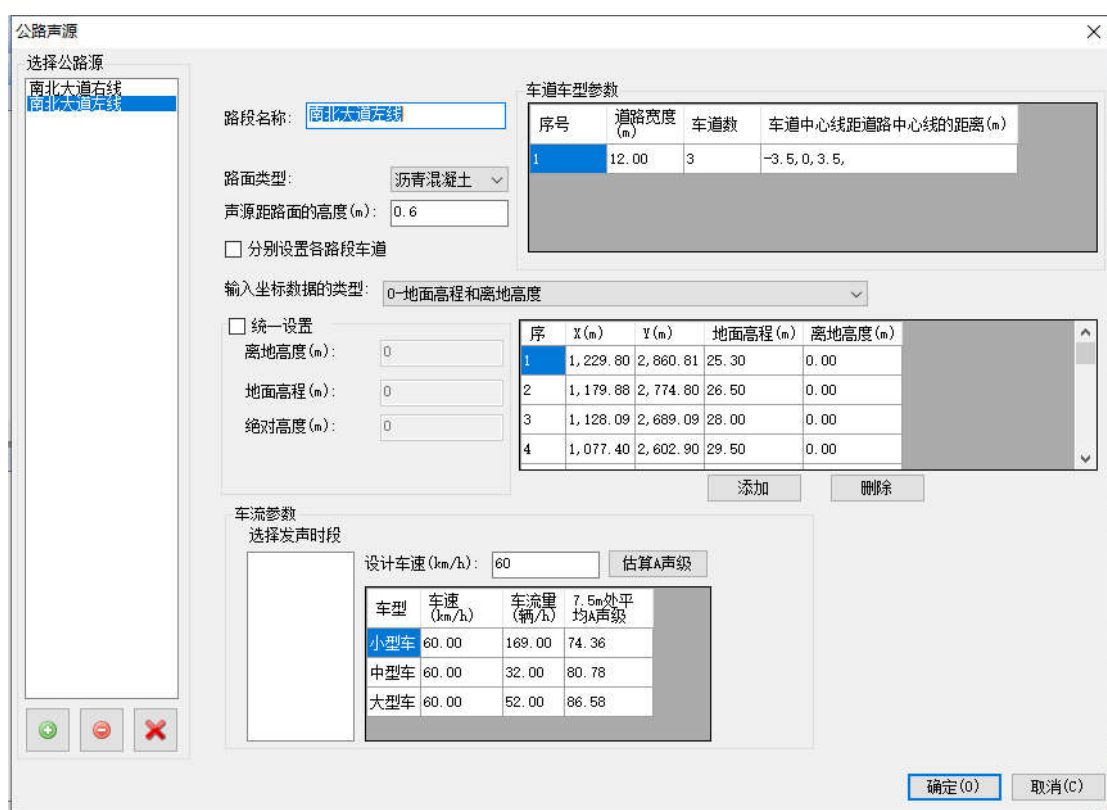 公路声源
选择公路源
南北大道右线
南北大道左线
路段名称: 南北大道左线
路面类型: 沥青混凝土
声源距路面的高度(m): 0.6
分别设置各路段车道
车道车型参数
序号 道路宽度(m) 车道数 车道中心线距道路中心线的距离(m)
1 12.00 3 -3.5,0,3.5,
输入坐标数据的类型: 0-地面高程和离地高度
统一设置
离地高度(m): 0
地面高程(m): 0
绝对高度(m): 0
序 X(m) Y(m) 地面高程(m) 离地高度(m)
1 1,229.80 2,860.81 25.30 0.00
2 1,179.88 2,774.80 26.50 0.00
3 1,128.09 2,689.09 28.00 0.00
4 1,077.40 2,602.90 29.50 0.00
添加 删除
车流参数
选择发声时段
设计车速(km/h): 60 估算A声级
车型 车速(km/h) 车流量(辆/h) 7.5m处平均A声级
小型车 60.00 169.00 74.36
中型车 60.00 32.00 80.78
大型车 60.00 52.00 86.58
确定(O) 取消(C)